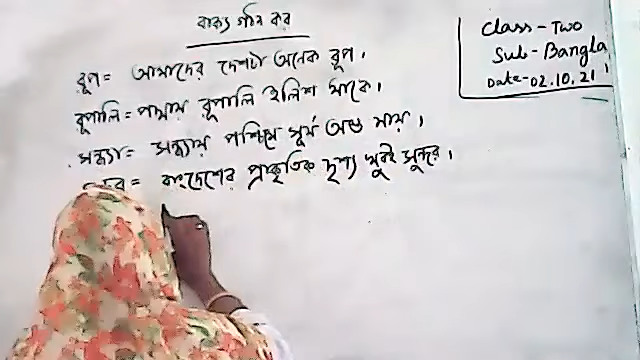 বাক্য গঠন কর
Class - Two
Sub - Bangla
Date - 02.10.21
রূপ = আমাদের দেশটা অনেক রূপ।
রূপালি = পদ্মায় রূপালি ইলিশ থাকে।
সন্ধ্যা = সন্ধ্যায় পশ্চিমে সূর্য অস্ত যায়।
= বাংদেশের প্রাকৃতিক দৃশ্য খুবই সুন্দর।